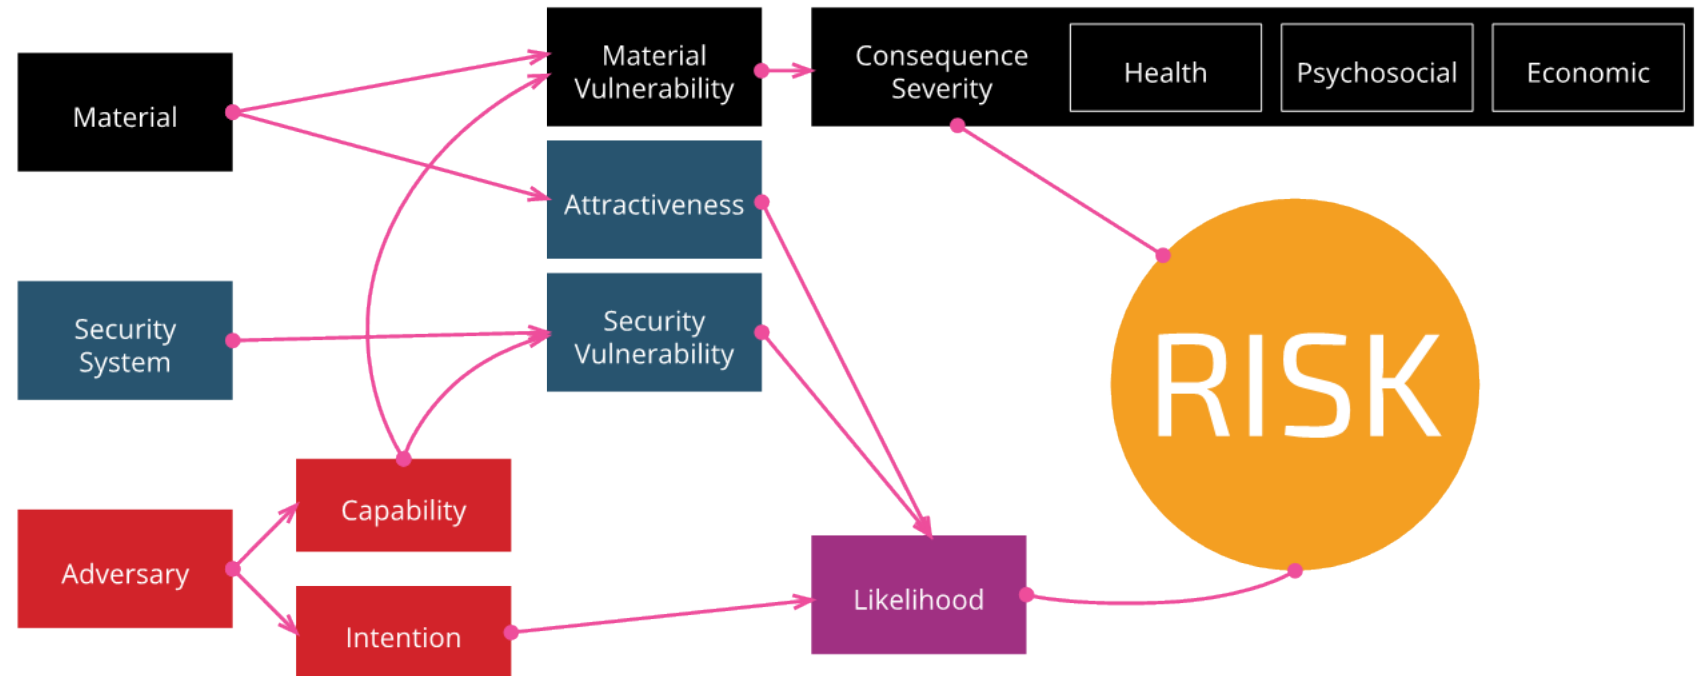 Material
Material
Vulnerability
Consequence
Severity
Health
Psychosocial
Economic
Attractiveness
Security
System
Security
Vulnerability
RISK
Capability
Adversary
Intention
Likelihood